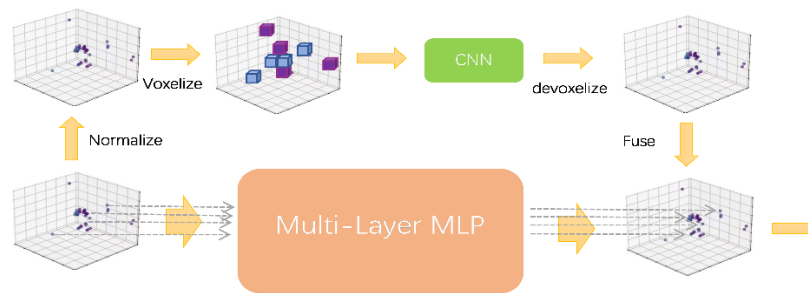 Voxelize
CNN
devoxelize
Normalize
Fuse
Multi-Layer MLP